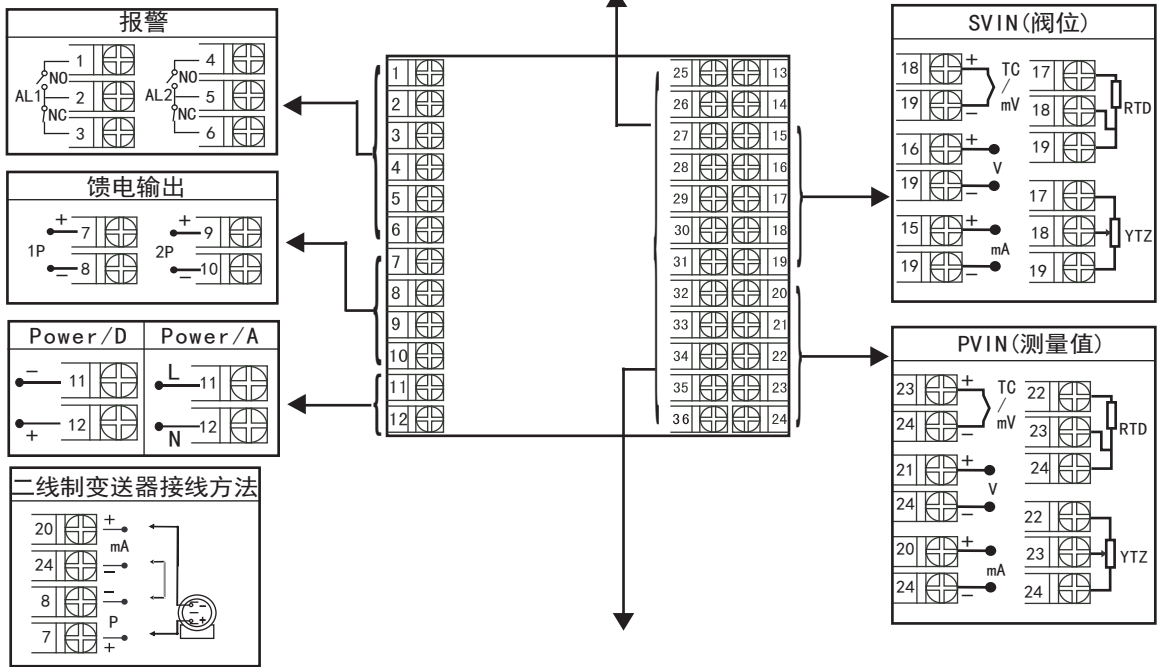 报警
1
NO
AL1
2
NC
3
4
NO
AL2
5
NC
6
馈电输出
+
7
1P
−
8
+
9
2P
−
10
Power/D
−
11
12
+
Power/A
L
11
12
N
二线制变送器接线方法
20
+
mA
24
−
8
−
P
7
+
− +
1
2
3
4
5
6
7
8
9
10
11
12
25 13
26 14
27 15
28 16
29 17
30 18
31 19
32 20
33 21
34 22
35 23
36 24
SVIN(阀位)
18 +
TC
/
mV
19 −
16 +
V
19 −
15 +
mA
19 −
17
18
RTD
19
17
18
YTZ
19
PVIN(测量值)
23 +
TC
/
mV
24 −
21 +
V
24 −
20 +
mA
24 −
22
23
RTD
24
22
23
YTZ
24